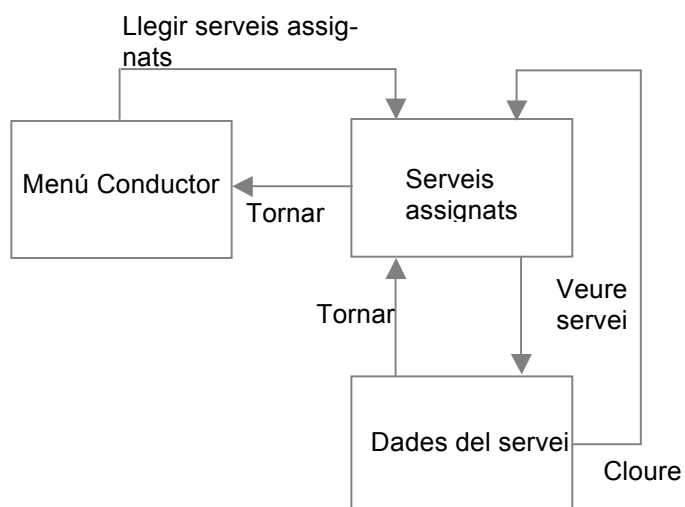 Llegir serveis assig-
nats
Menú Conductor
Serveis
assignats
Tornar
Veure
servei
Tornar
Dades del servei
Cloure